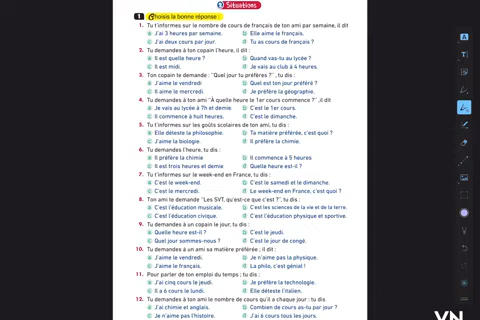 2 Situations
1 Choisis la bonne réponse :
1. Tu t'informes sur le nombre de cours de français de ton ami par semaine, il dit
a J'ai 3 heures par semaine. b Elle aime le français.
c J'ai deux cours par jour. d Tu as cours de français ?
2. Tu demandes à ton copain l'heure, il dit :
a Il est quelle heure ? b Quand vas-tu au lycée ?
c Il est midi. d Je vais au club à 4 heures.
3. Ton copain te demande : "Quel jour tu préfères ?", tu dis :
a J'aime le vendredi b Quel est ton jour préféré ?
c Il aime le mercredi. d Je préfère la géographie.
4. Tu demandes à ton ami "À quelle heure le 1er cours commence ?" , il dit
a Je vais au lycée à 7h et demie. b C'est le 1er cours.
c Il commence à huit heures. d C'est le dimanche.
5. Tu t'informes sur les goûts scolaires de ton ami, tu dis :
a Elle déteste la philosophie. b Ta matière préférée, c'est quoi ?
c J'aime la biologie. d Il préfère la chimie.
6. Tu demandes l'heure, tu dis :
a Il préfère la chimie b Il commence à 5 heures
c Il est trois heures et demie d Quelle heure est-il ?
7. Tu t'informes sur le week-end en France, tu dis :
a C'est le week-end. b C'est le samedi et le dimanche.
c C'est le mercredi. d Le week-end en France, c'est quoi ?
8. Ton ami te demande "Les SVT, qu'est-ce que c'est ?", tu dis :
a C'est l'éducation musicale. b C'est les sciences de la vie et de la terre.
c C'est l'éducation civique. d C'est l'éducation physique et sportive.
9. Tu demandes à un copain le jour, tu dis :
a Quelle heure est-il ? b C'est le jeudi.
c Quel jour sommes-nous ? d C'est le jour de congé.
10. Tu demandes à un ami sa matière préférée , il dit :
a J'aime le vendredi. b Je n'aime pas la physique.
c J'aime le français. d La philo, c'est génial !
11. Pour parler de ton emploi du temps : tu dis :
a J'ai cinq cours le jeudi. b Je préfère la technologie.
c Il a 6 cours le lundi. d Elle déteste l'italien.
12. Tu demandes à ton ami le nombre de cours qu'il a chaque jour : tu dis
a J'ai chimie et anglais. b Combien de cours as-tu par jour ?
c Je n'aime pas l'histoire. d J'ai 6 cours tous les jours.
VN